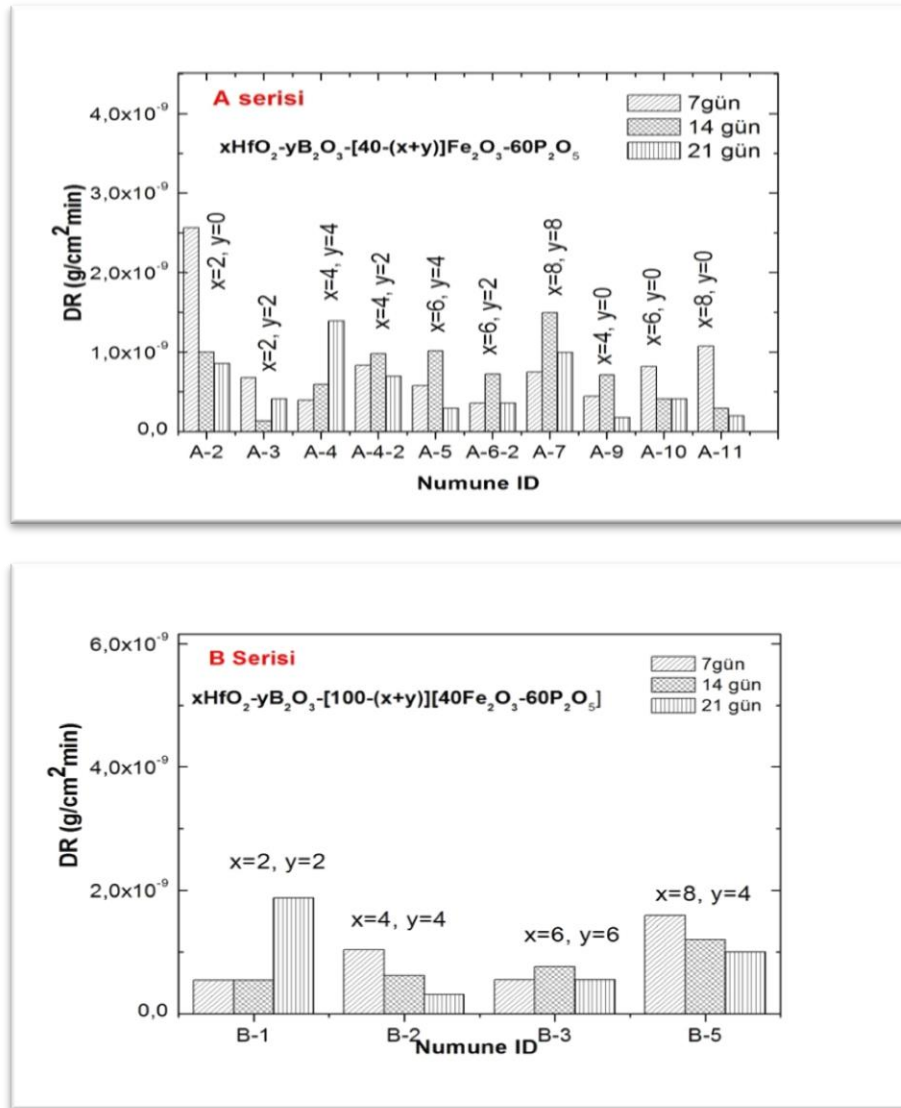 A serisi
xHfO₂-yB₂O₃-[40-(x+y)]Fe₂O₃-60P₂O₅
7gün
14 gün
21 gün
4,0x10⁻⁹
3,0x10⁻⁹
2,0x10⁻⁹
1,0x10⁻⁹
0,0
DR (g/cm²min)
x=2, y=0
x=2, y=2
x=4, y=4
x=4, y=2
x=6, y=4
x=6, y=2
x=8, y=8
x=4, y=0
x=6, y=0
x=8, y=0
A-2 A-3 A-4 A-4-2 A-5 A-6-2 A-7 A-9 A-10 A-11
Numune ID
B Serisi
xHfO₂-yB₂O₃-[100-(x+y)][40Fe₂O₃-60P₂O₅]
7gün
14 gün
21 gün
6,0x10⁻⁹
4,0x10⁻⁹
2,0x10⁻⁹
0,0
DR (g/cm²min)
x=2, y=2
x=4, y=4
x=6, y=6
x=8, y=4
B-1 B-2 B-3 B-5
Numune ID